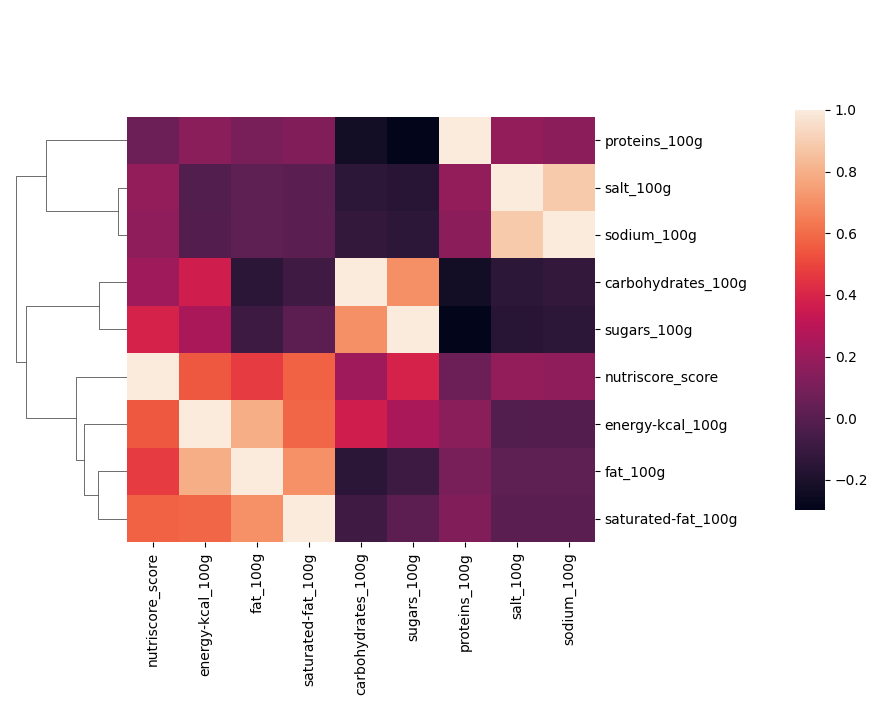 proteins_100g
salt_100g
sodium_100g
carbohydrates_100g
sugars_100g
nutriscore_score
energy-kcal_100g
fat_100g
saturated-fat_100g
nutriscore_score
energy-kcal_100g
fat_100g
saturated-fat_100g
carbohydrates_100g
sugars_100g
proteins_100g
salt_100g
sodium_100g
1.0
0.8
0.6
0.4
0.2
0.0
−0.2